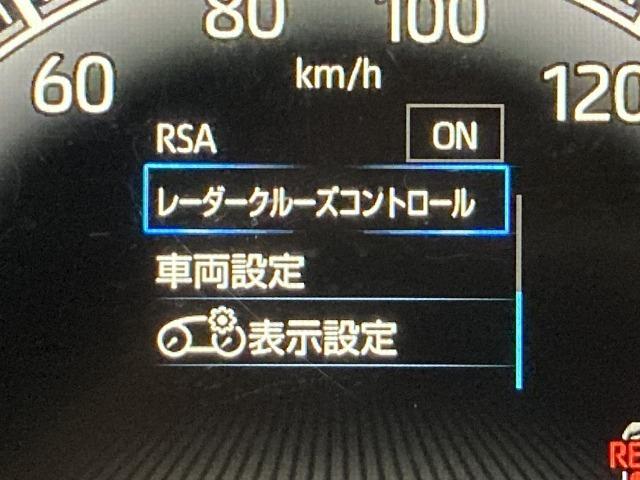 80 100
60 km/h 120
RSA ON
レーダークルーズコントロール
車両設定
表示設定
RE